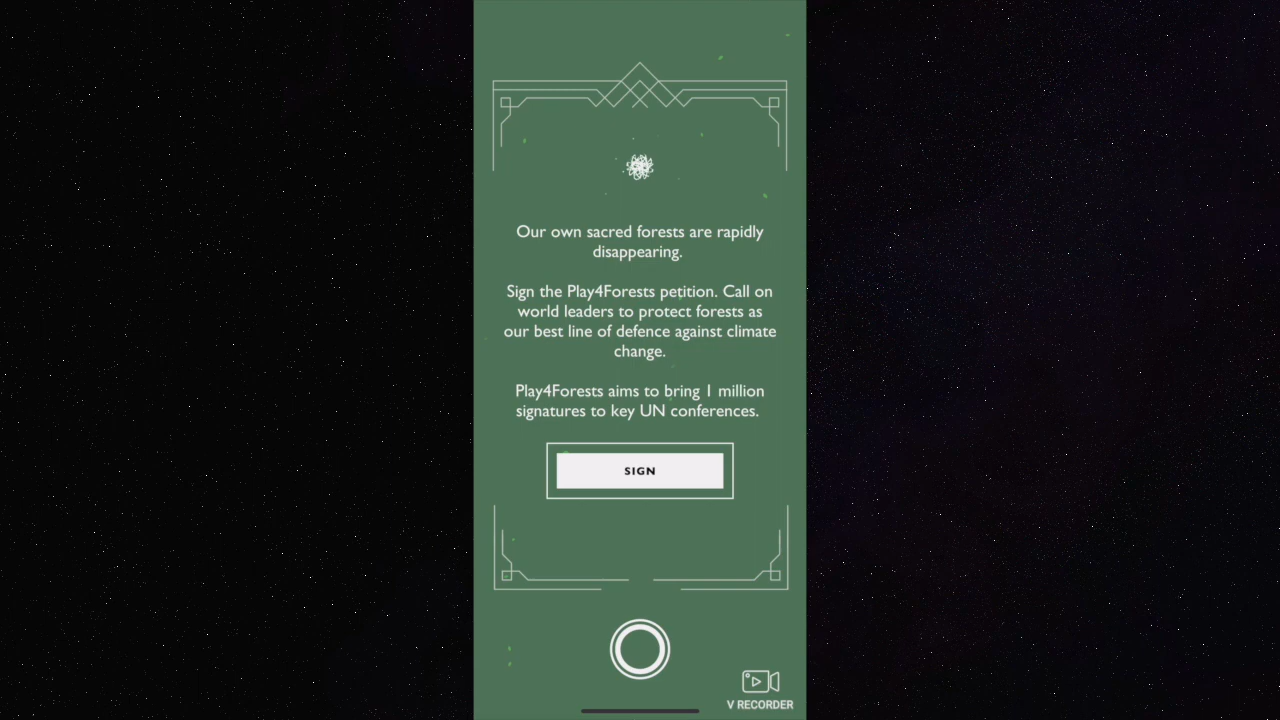 Our own sacred forests are rapidly
disappearing.
Sign the Play4Forests petition. Call on
world leaders to protect forests as
our best line of defence against climate
change.
Play4Forests aims to bring 1 million
signatures to key UN conferences.
SIGN
V RECORDER